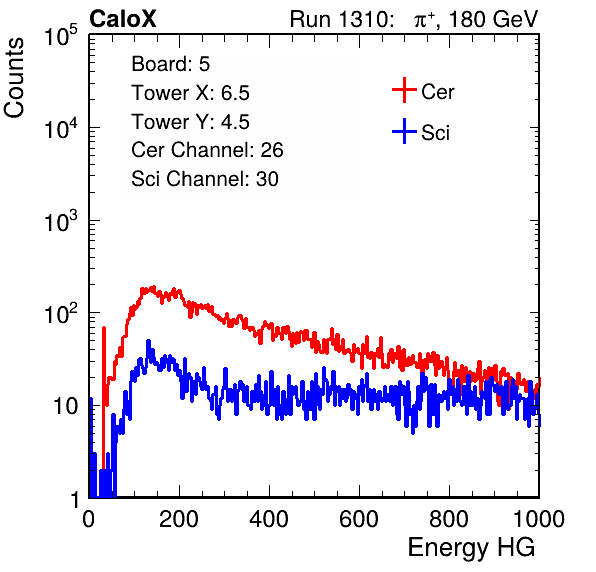 CaloX Run 1310: π⁺, 180 GeV
Counts
10⁵
10⁴
10³
10²
10
1
Board: 5
Tower X: 6.5
Tower Y: 4.5
Cer Channel: 26
Sci Channel: 30
Cer
Sci
0 200 400 600 800 1000
Energy HG